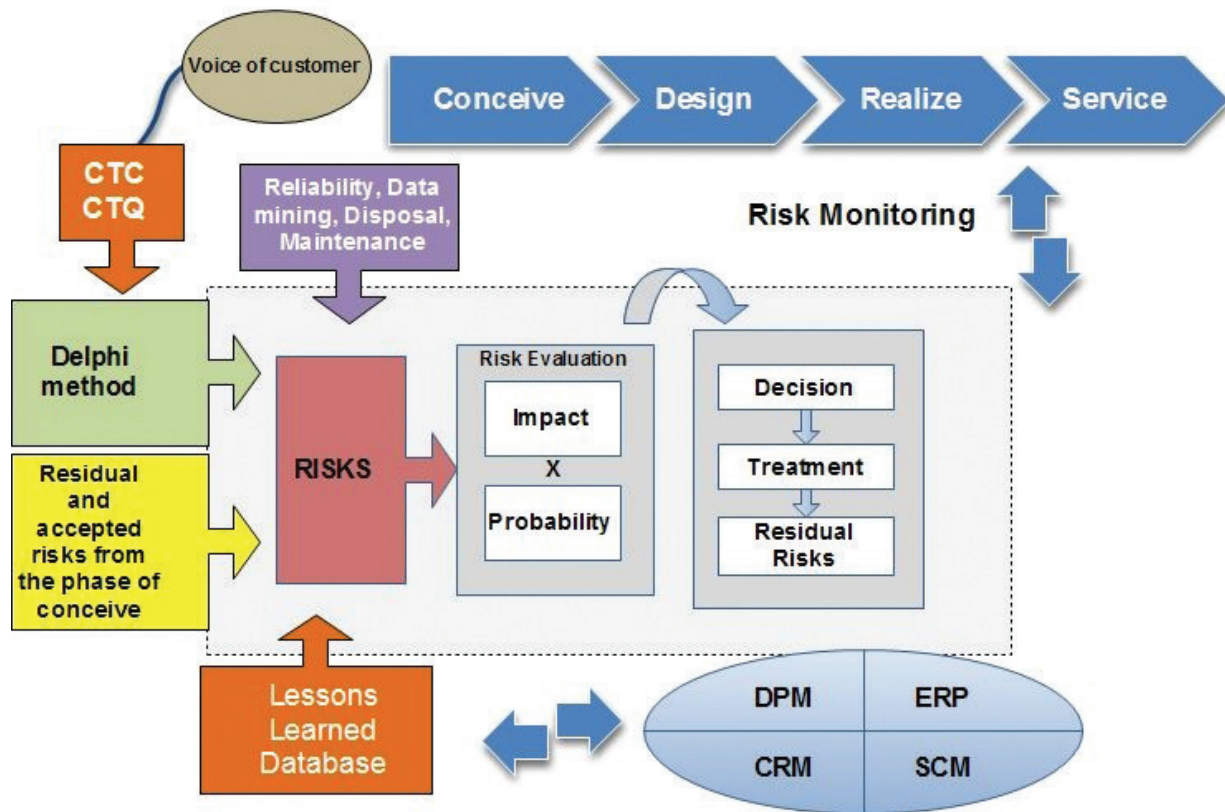 Voice of customer
Conceive
Design
Realize
Service
CTC
CTQ
Reliability, Data
mining, Disposal,
Maintenance
Risk Monitoring
Delphi
method
Residual
and
accepted
risks from
the phase of
conceive
RISKS
Risk Evaluation
Impact
X
Probability
Decision
Treatment
Residual
Risks
Lessons
Learned
Database
DPM
ERP
CRM
SCM